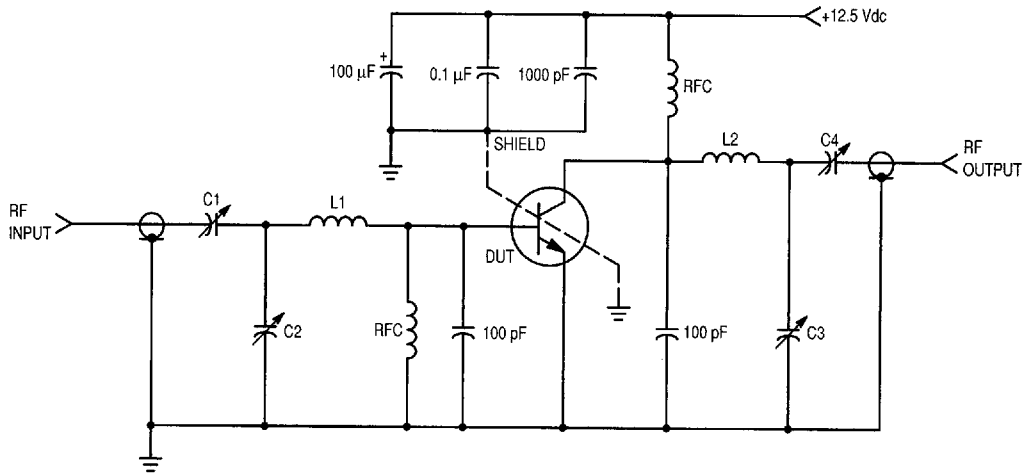 +12.5 Vdc
+
100 μF
0.1 μF
1000 pF
RFC
SHIELD
L2
C4
RF
OUTPUT
C1
L1
RF
INPUT
DUT
C2
RFC
100 pF
100 pF
C3